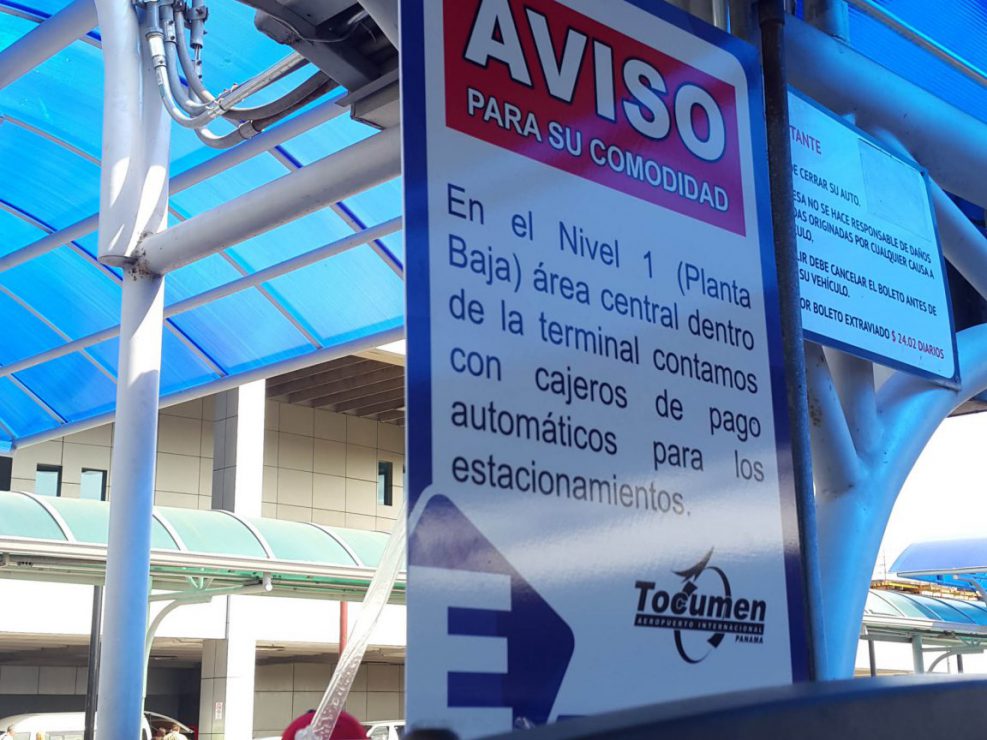 AVISO
PARA SU COMODIDAD
En el Nivel 1 (Planta
Baja) área central dentro
de la terminal contamos
con cajeros de pago
automáticos para los
estacionamientos.
E
Tocumen
AEROPUERTO INTERNACIONAL
PANAMA
TANTE
DE CERRAR SU AUTO.
ESA NO SE HACE RESPONSABLE DE DAÑOS
DAS ORIGINADAS POR CUALQUIER CAUSA A
ULO.
LIR DEBE CANCELAR EL BOLETO ANTES DE
SU VEHÍCULO.
OR BOLETO EXTRAVIADO $ 24.02 DIARIOS